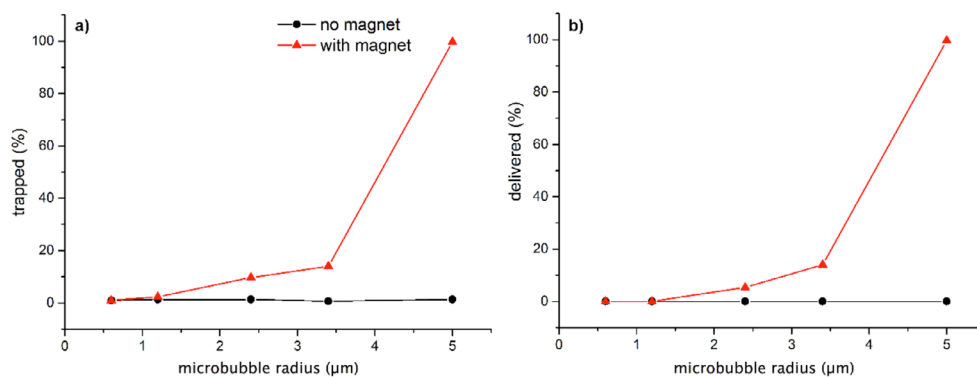 a)
no magnet
with magnet
100
80
60
40
20
0
trapped (%)
0 1 2 3 4 5
microbubble radius (µm)
b)
100
80
60
40
20
0
delivered (%)
0 1 2 3 4 5
microbubble radius (µm)